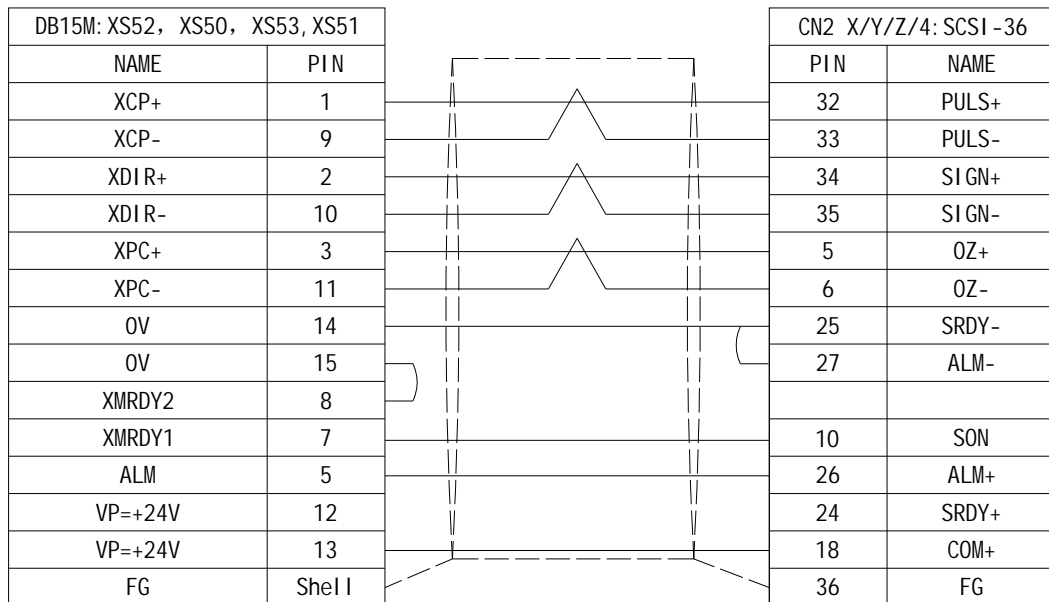 DB15M:XS52, XS50, XS53,XS51 CN2 X/Y/Z/4:SCSI-36
NAME PIN PIN NAME
XCP+ 1 32 PULS+
XCP- 9 33 PULS-
XDIR+ 2 34 SIGN+
XDIR- 10 35 SIGN-
XPC+ 3 5 OZ+
XPC- 11 6 OZ-
0V 14 25 SRDY-
0V 15 27 ALM-
XMRDY2 8
XMRDY1 7 10 SON
ALM 5 26 ALM+
VP=+24V 12 24 SRDY+
VP=+24V 13 18 COM+
FG Shell 36 FG